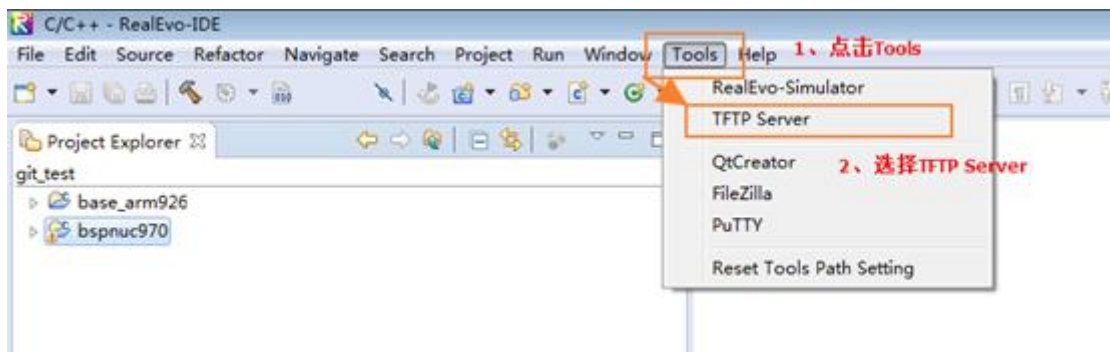 C/C++ - RealEvo-IDE
File Edit Source Refactor Navigate Search Project Run Window Tools Help
1、点击Tools
RealEvo-Simulator
TFTP Server
Project Explorer
QtCreator
2、选择TFTP Server
git_test
FileZilla
base_arm926
PuTTY
bspnuc970
Reset Tools Path Setting